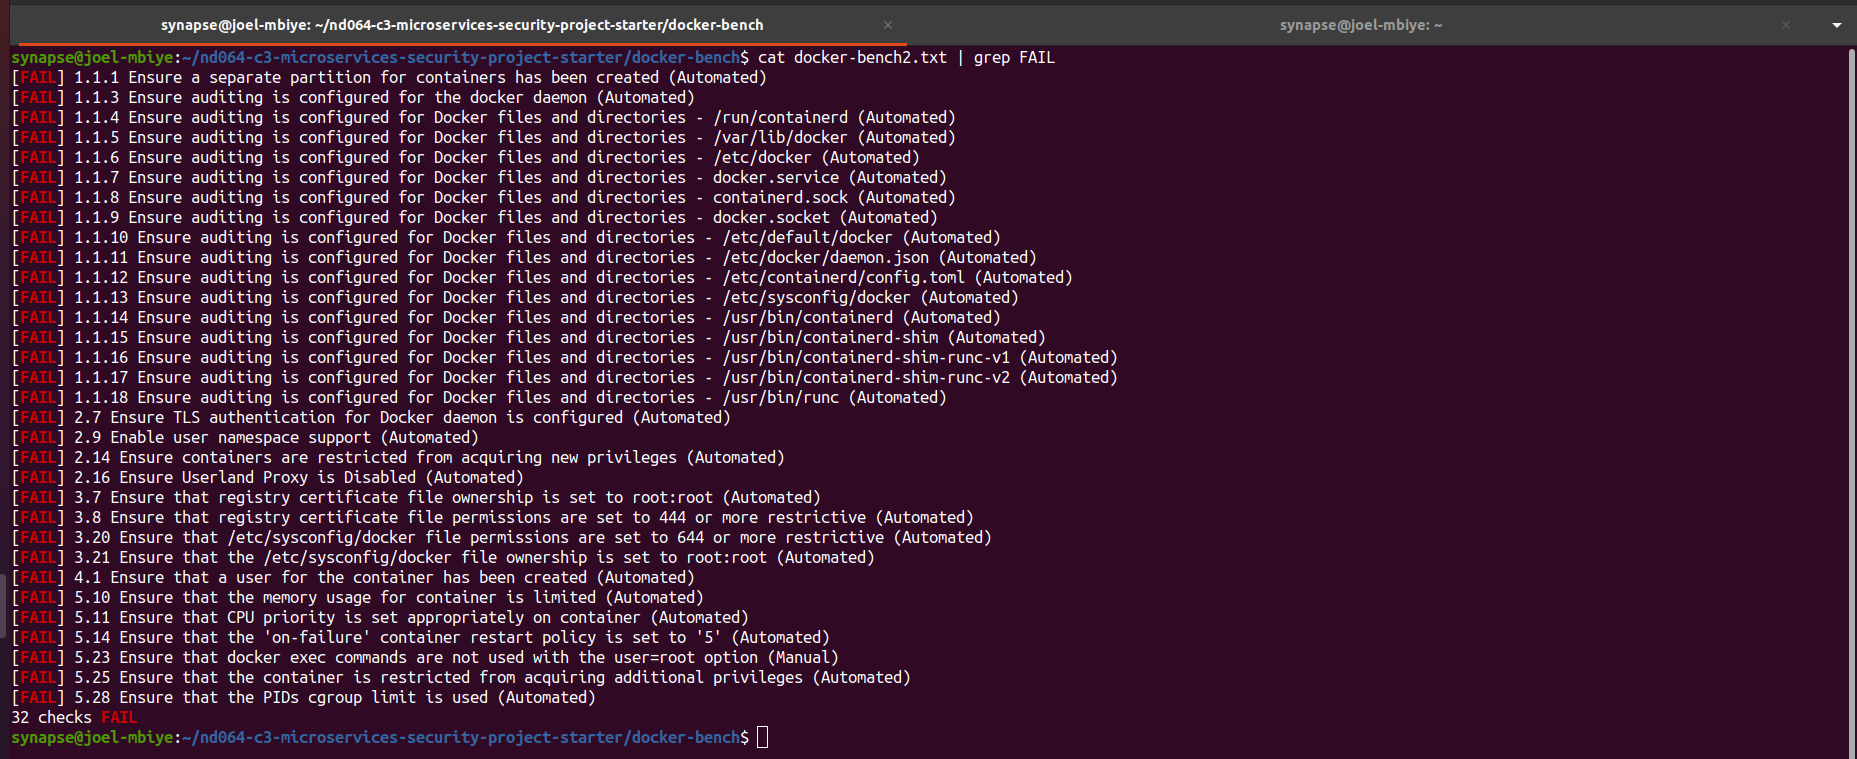 synapse@joel-mbiye: ~/nd064-c3-microservices-security-project-starter/docker-bench × synapse@joel-mbiye: ~ ×
synapse@joel-mbiye:~/nd064-c3-microservices-security-project-starter/docker-bench$ cat docker-bench2.txt | grep FAIL
[FAIL] 1.1.1 Ensure a separate partition for containers has been created (Automated)
[FAIL] 1.1.3 Ensure auditing is configured for the docker daemon (Automated)
[FAIL] 1.1.4 Ensure auditing is configured for Docker files and directories - /run/containerd (Automated)
[FAIL] 1.1.5 Ensure auditing is configured for Docker files and directories - /var/lib/docker (Automated)
[FAIL] 1.1.6 Ensure auditing is configured for Docker files and directories - /etc/docker (Automated)
[FAIL] 1.1.7 Ensure auditing is configured for Docker files and directories - docker.service (Automated)
[FAIL] 1.1.8 Ensure auditing is configured for Docker files and directories - containerd.sock (Automated)
[FAIL] 1.1.9 Ensure auditing is configured for Docker files and directories - docker.socket (Automated)
[FAIL] 1.1.10 Ensure auditing is configured for Docker files and directories - /etc/default/docker (Automated)
[FAIL] 1.1.11 Ensure auditing is configured for Docker files and directories - /etc/docker/daemon.json (Automated)
[FAIL] 1.1.12 Ensure auditing is configured for Docker files and directories - /etc/containerd/config.toml (Automated)
[FAIL] 1.1.13 Ensure auditing is configured for Docker files and directories - /etc/sysconfig/docker (Automated)
[FAIL] 1.1.14 Ensure auditing is configured for Docker files and directories - /usr/bin/containerd (Automated)
[FAIL] 1.1.15 Ensure auditing is configured for Docker files and directories - /usr/bin/containerd-shim (Automated)
[FAIL] 1.1.16 Ensure auditing is configured for Docker files and directories - /usr/bin/containerd-shim-runc-v1 (Automated)
[FAIL] 1.1.17 Ensure auditing is configured for Docker files and directories - /usr/bin/containerd-shim-runc-v2 (Automated)
[FAIL] 1.1.18 Ensure auditing is configured for Docker files and directories - /usr/bin/runc (Automated)
[FAIL] 2.7 Ensure TLS authentication for Docker daemon is configured (Automated)
[FAIL] 2.9 Enable user namespace support (Automated)
[FAIL] 2.14 Ensure containers are restricted from acquiring new privileges (Automated)
[FAIL] 2.16 Ensure Userland Proxy is Disabled (Automated)
[FAIL] 3.7 Ensure that registry certificate file ownership is set to root:root (Automated)
[FAIL] 3.8 Ensure that registry certificate file permissions are set to 444 or more restrictive (Automated)
[FAIL] 3.20 Ensure that /etc/sysconfig/docker file permissions are set to 644 or more restrictive (Automated)
[FAIL] 3.21 Ensure that the /etc/sysconfig/docker file ownership is set to root:root (Automated)
[FAIL] 4.1 Ensure that a user for the container has been created (Automated)
[FAIL] 5.10 Ensure that the memory usage for container is limited (Automated)
[FAIL] 5.11 Ensure that CPU priority is set appropriately on container (Automated)
[FAIL] 5.14 Ensure that the 'on-failure' container restart policy is set to '5' (Automated)
[FAIL] 5.23 Ensure that docker exec commands are not used with the user=root option (Manual)
[FAIL] 5.25 Ensure that the container is restricted from acquiring additional privileges (Automated)
[FAIL] 5.28 Ensure that the PIDs cgroup limit is used (Automated)
32 checks FAIL
synapse@joel-mbiye:~/nd064-c3-microservices-security-project-starter/docker-bench$